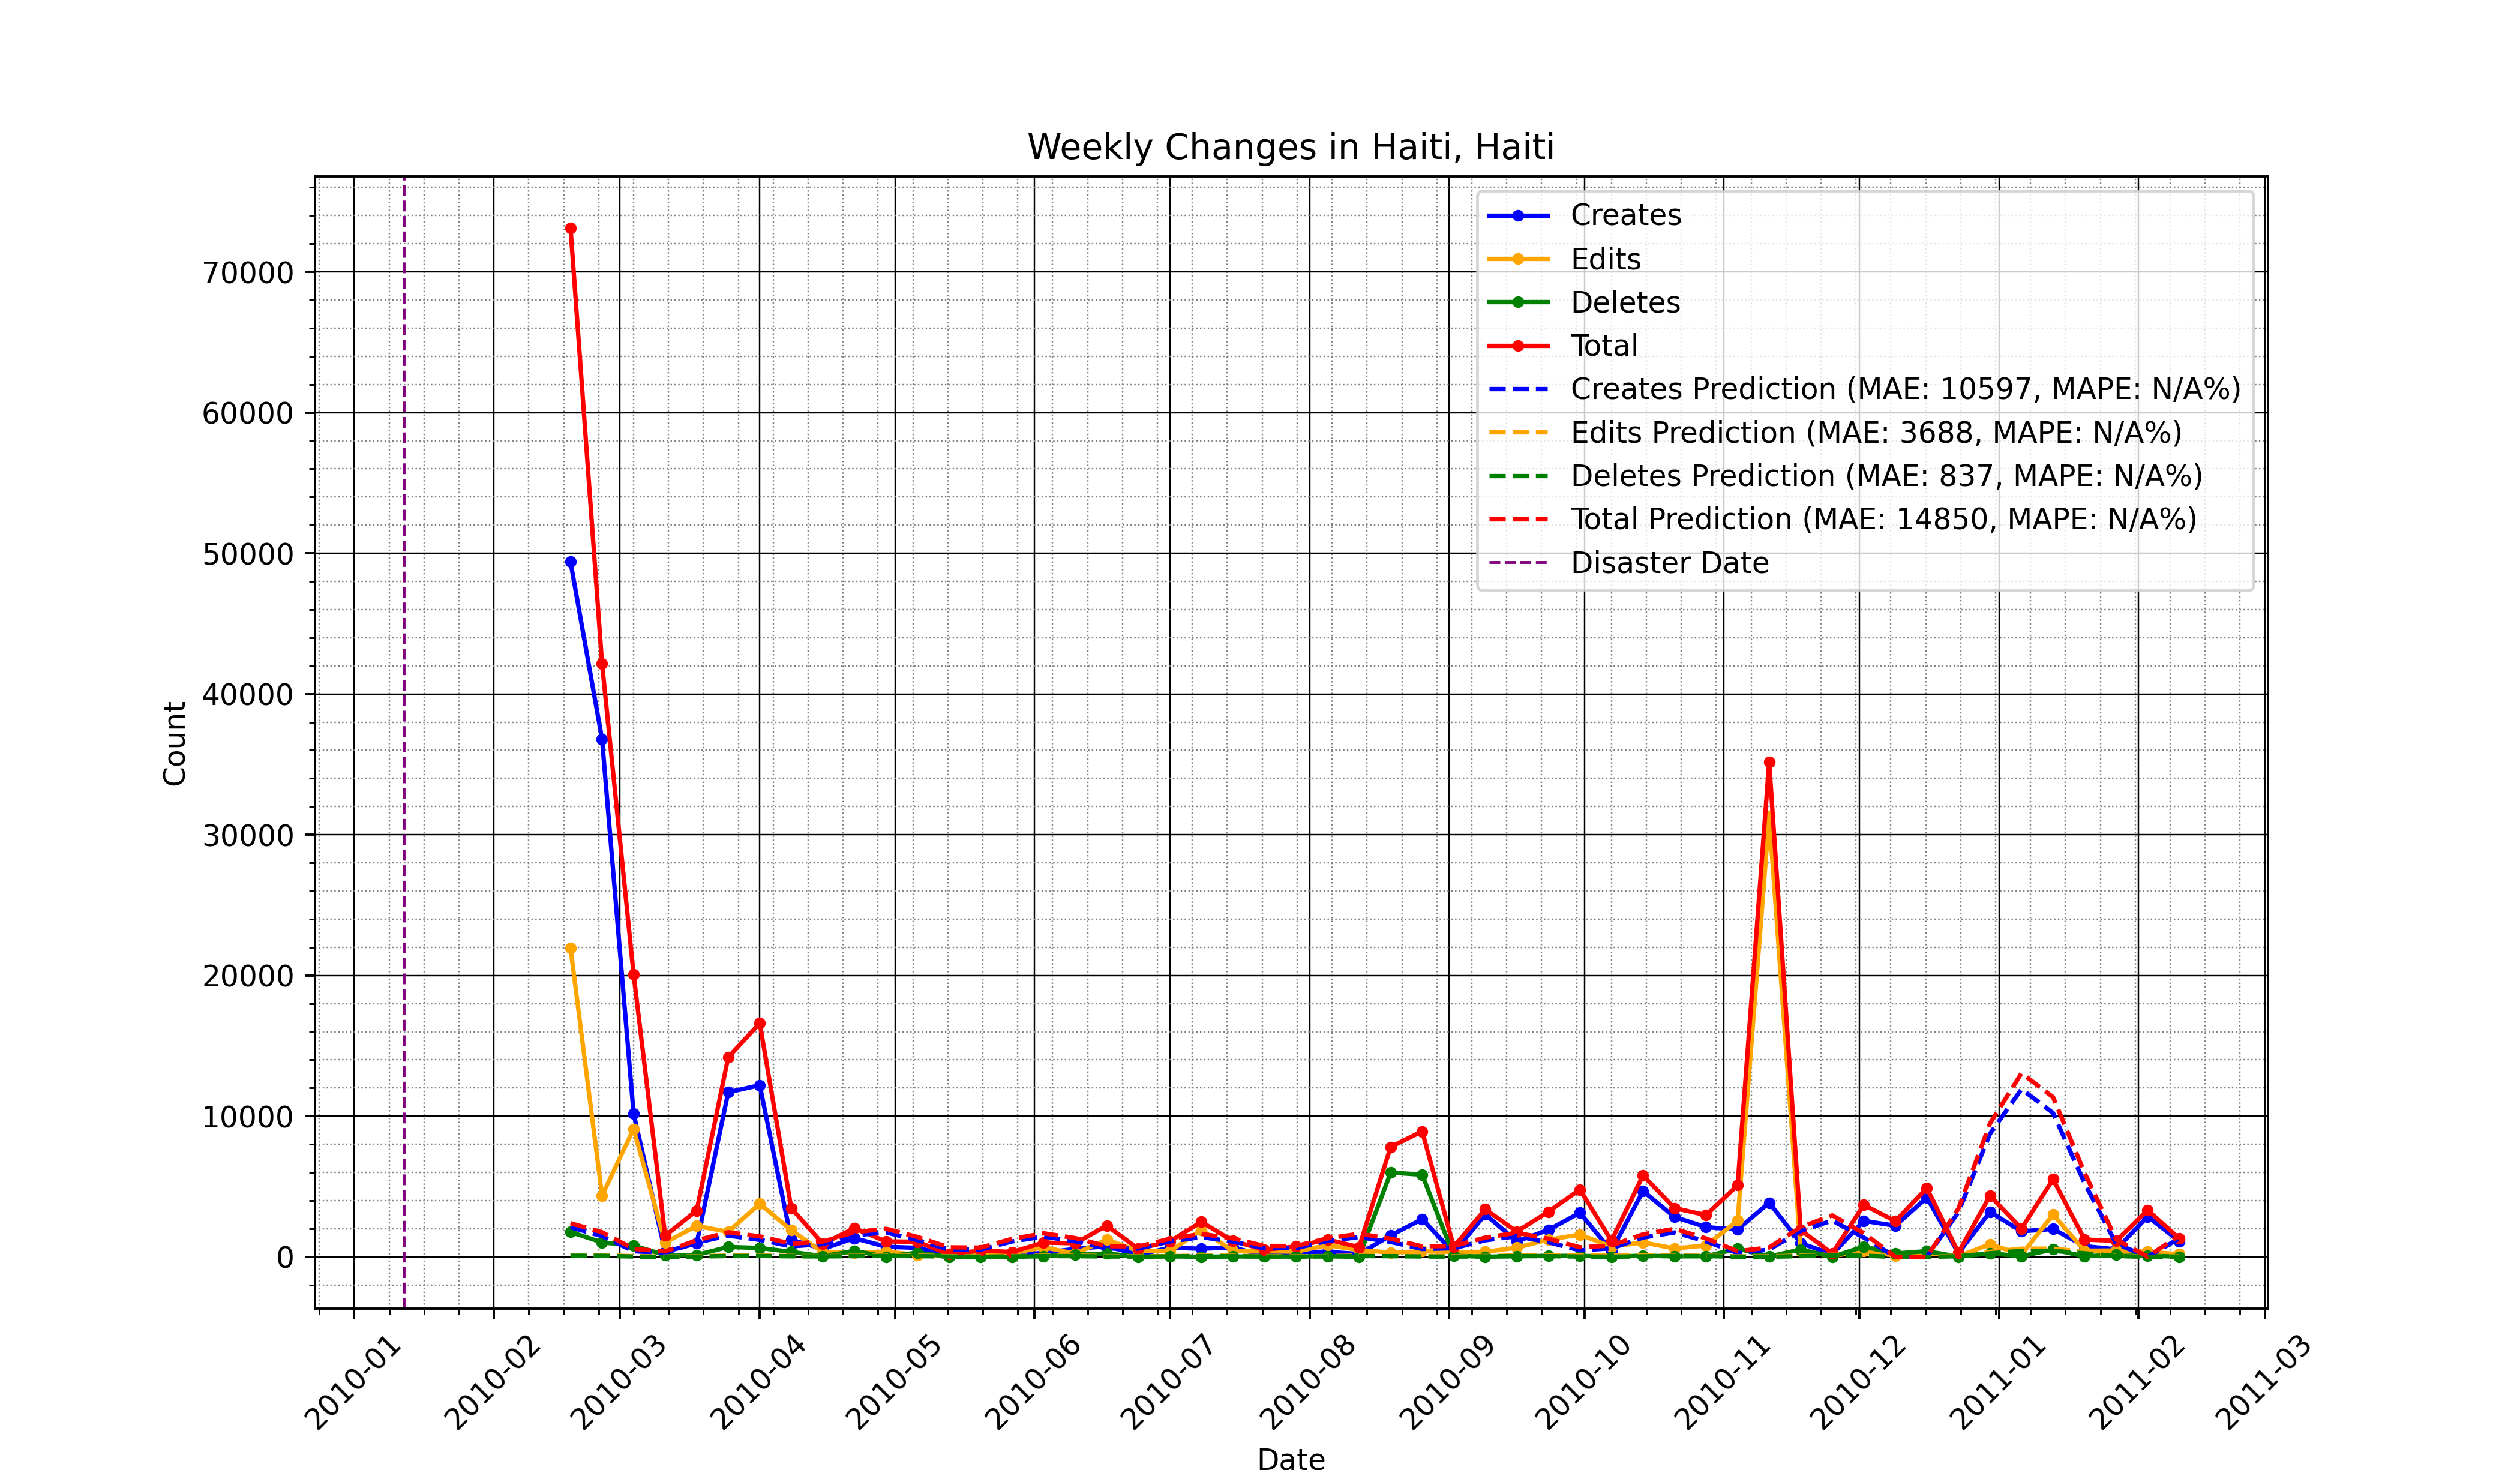 Weekly Changes in Haiti, Haiti
Creates
Edits
Deletes
Total
Creates Prediction (MAE: 10597, MAPE: N/A%)
Edits Prediction (MAE: 3688, MAPE: N/A%)
Deletes Prediction (MAE: 837, MAPE: N/A%)
Total Prediction (MAE: 14850, MAPE: N/A%)
Disaster Date
70000
60000
50000
40000
30000
20000
10000
0
Count
2010-01
2010-02
2010-03
2010-04
2010-05
2010-06
2010-07
2010-08
2010-09
2010-10
2010-11
2010-12
2011-01
2011-02
2011-03
Date